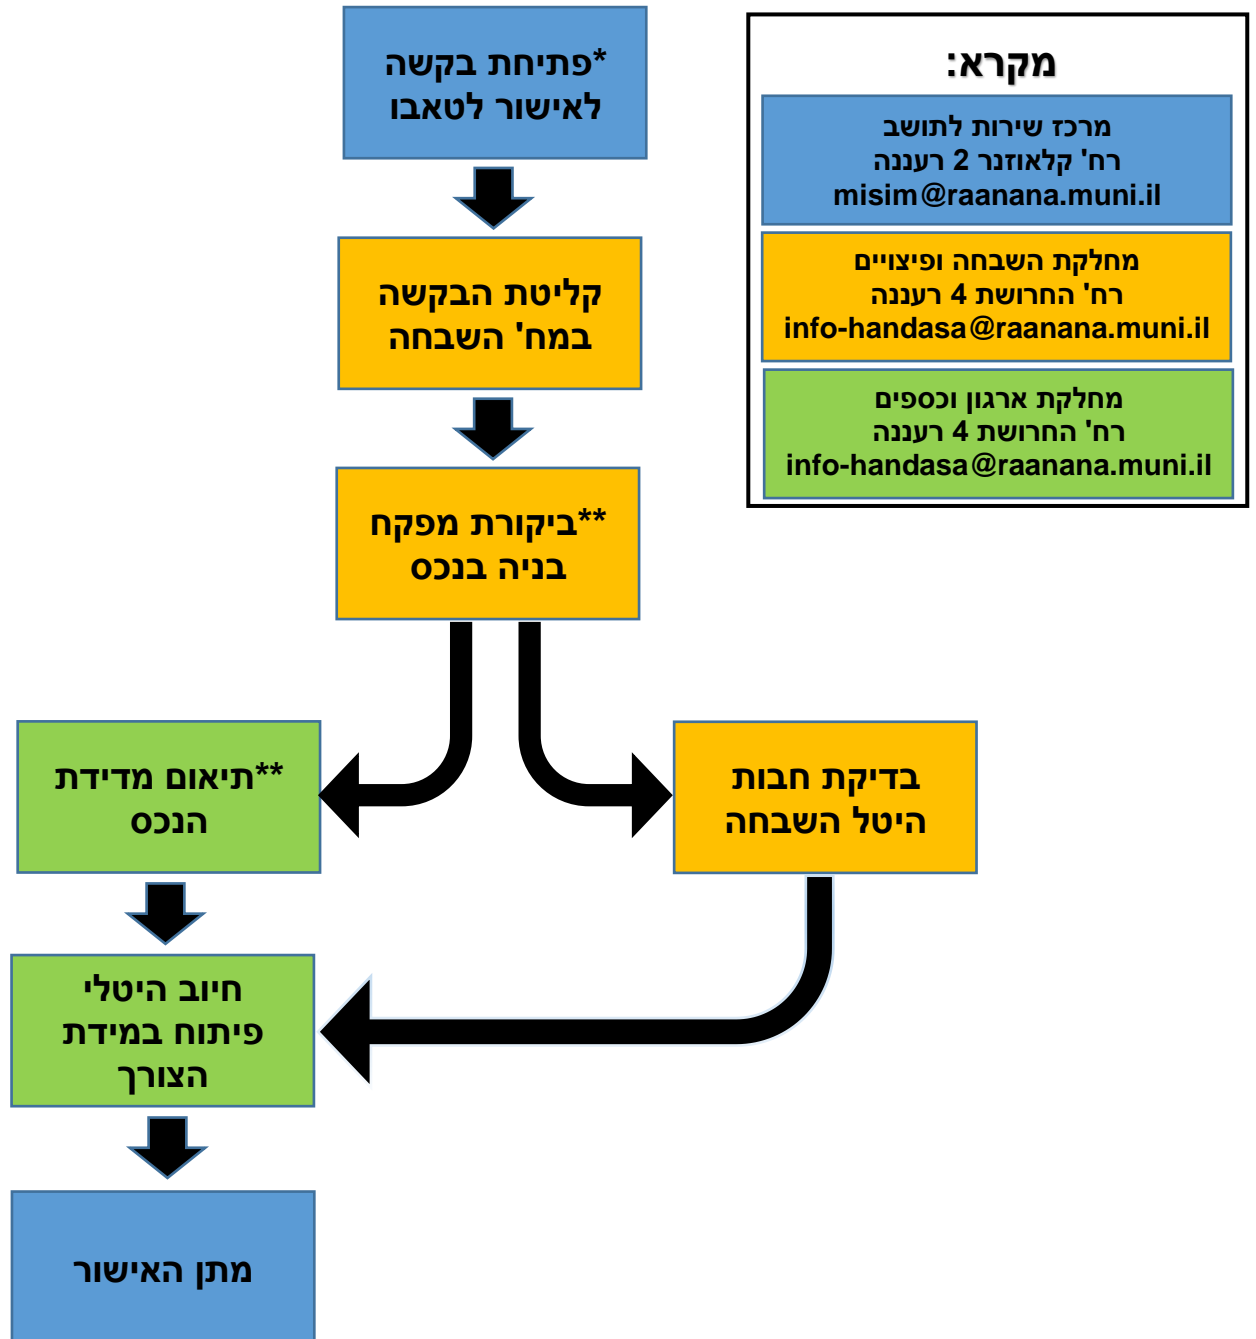 *פתיחת בקשה
לאישור לטאבו
מקרא:
מרכז שירות לתושב
רח' קלאוזנר 2 רעננה
misim@raanana.muni.il
מחלקת השבחה ופיצויים
רח' החרושת 4 רעננה
info-handasa@raanana.muni.il
מחלקת ארגון וכספים
רח' החרושת 4 רעננה
info-handasa@raanana.muni.il
קליטת הבקשה
במח' השבחה
**ביקורת מפקח
בניה בנכס
בדיקת חבות
היטל השבחה
**תיאום מדידת
הנכס
חיוב היטלי
פיתוח במידת
הצורך
מתן האישור